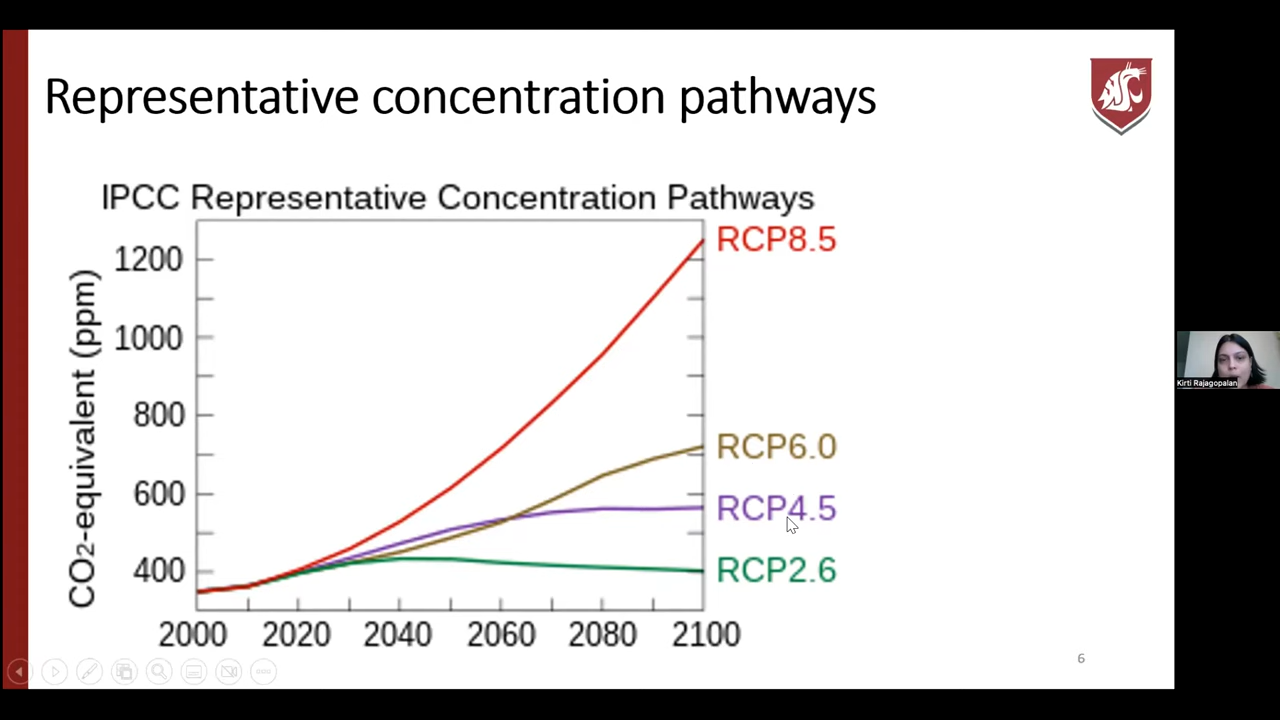 Representative concentration pathways
IPCC Representative Concentration Pathways
CO2-equivalent (ppm)
1200
1000
800
600
400
2000 2020 2040 2060 2080 2100
RCP8.5
RCP6.0
RCP4.5
RCP2.6
Kirti Rajagopalan
6